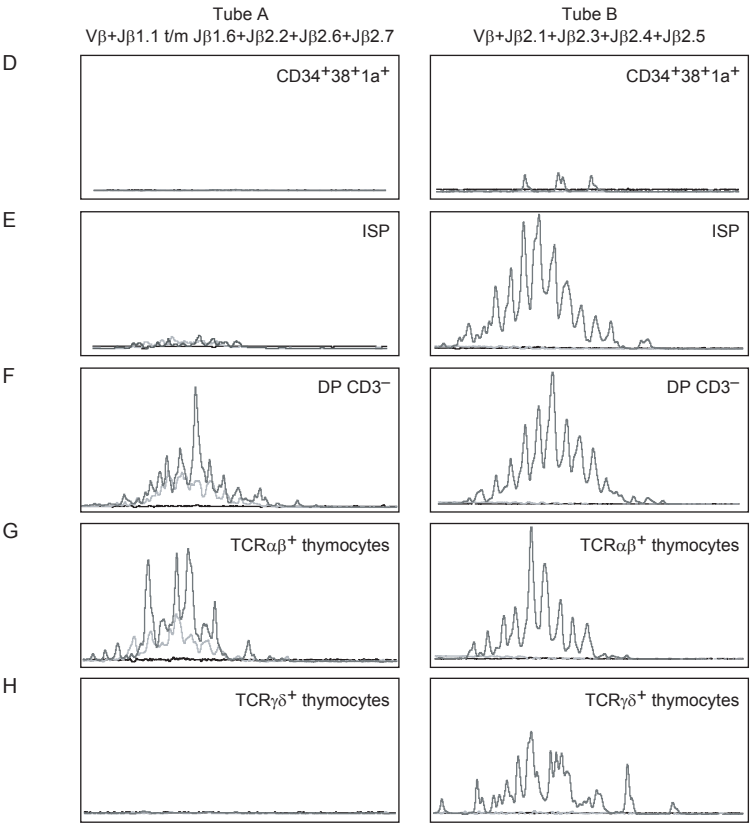 Tube A
Vβ+Jβ1.1 t/m Jβ1.6+Jβ2.2+Jβ2.6+Jβ2.7
Tube B
Vβ+Jβ2.1+Jβ2.3+Jβ2.4+Jβ2.5
D
CD34⁺38⁺1a⁺
CD34⁺38⁺1a⁺
E
ISP
ISP
F
DP CD3⁻
DP CD3⁻
G
TCRαβ⁺ thymocytes
TCRαβ⁺ thymocytes
H
TCRγδ⁺ thymocytes
TCRγδ⁺ thymocytes